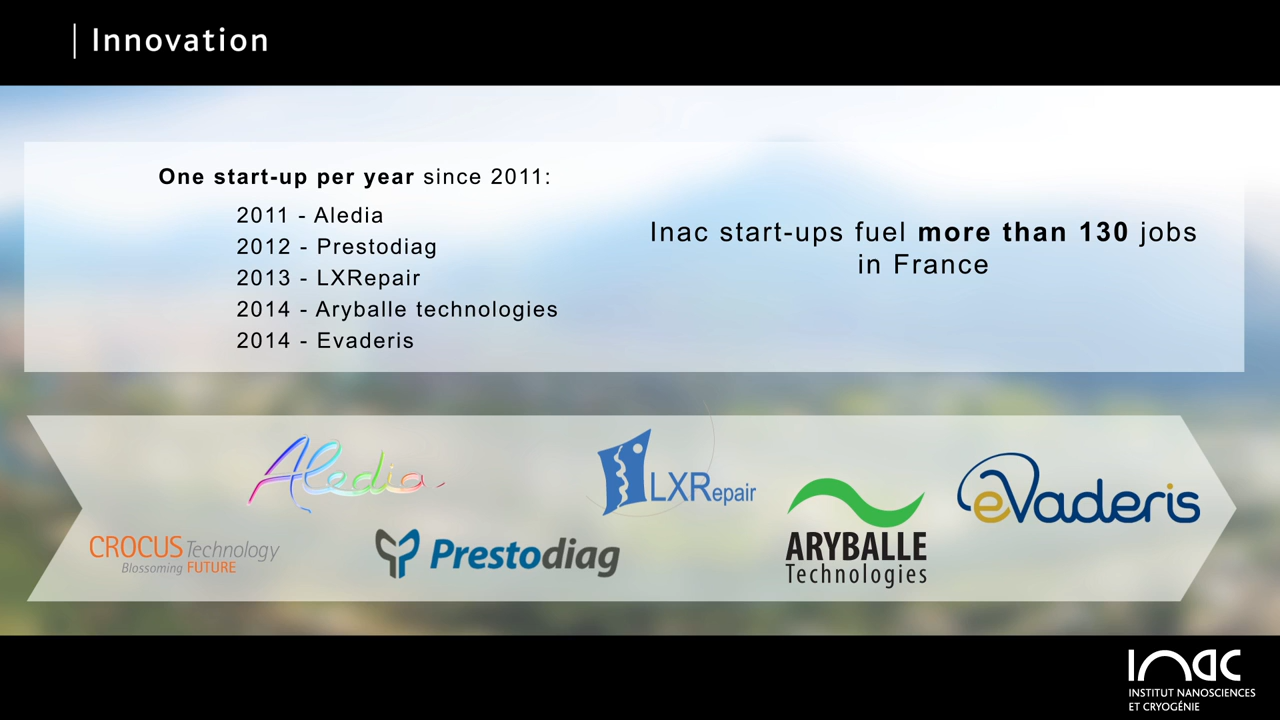 Innovation
One start-up per year since 2011:
2011 - Aledia
2012 - Prestodiag
2013 - LXRepair
2014 - Aryballe technologies
2014 - Evaderis
Inac start-ups fuel more than 130 jobs
in France
Aledia
LXRepair
eVaderis
CROCUS Technology
Blossoming FUTURE
Prestodiag
ARYBALLE
Technologies
inac
INSTITUT NANOSCIENCES
ET CRYOGÉNIE